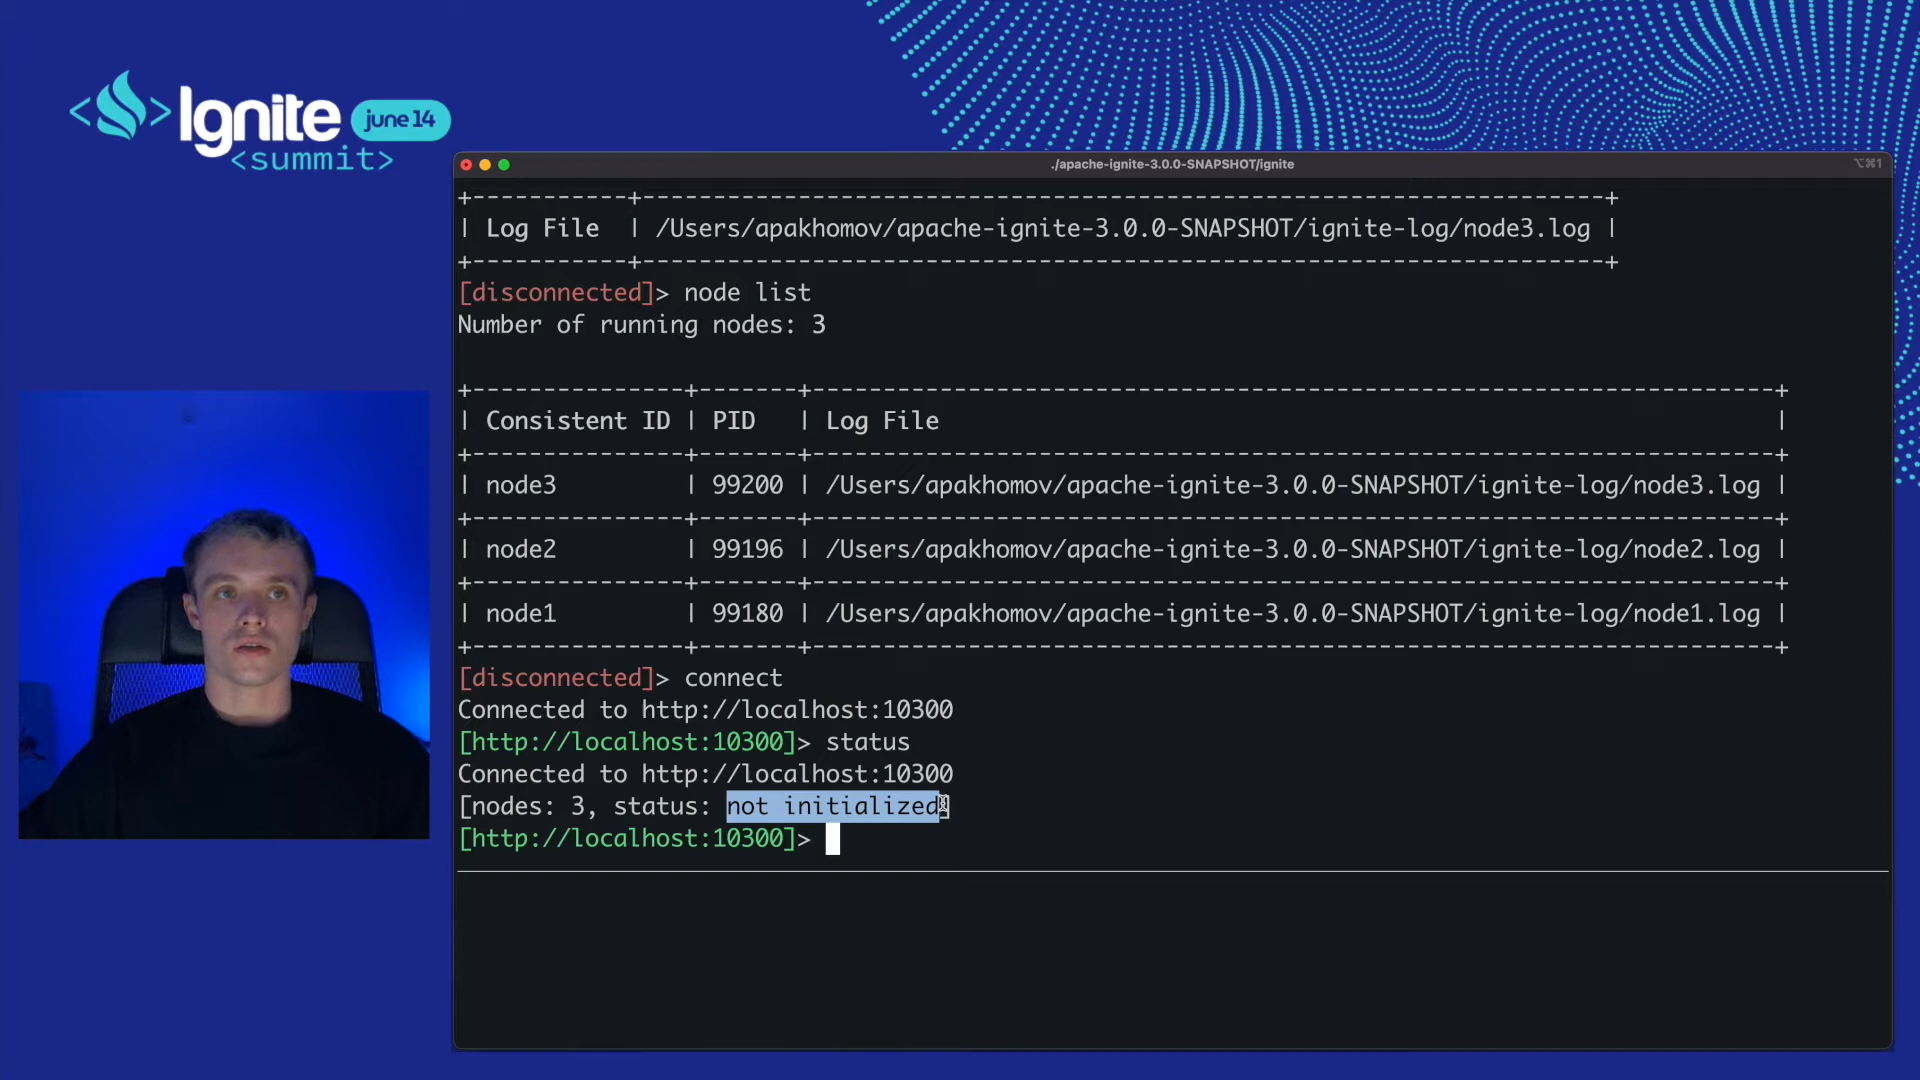 <Ignite june 14
<summit>
./apache-ignite-3.0.0-SNAPSHOT/ignite
⌥⌘1
+-----------+--------------------------------------------------------------------+
| Log File | /Users/apakhomov/apache-ignite-3.0.0-SNAPSHOT/ignite-log/node3.log |
+-----------+--------------------------------------------------------------------+
[disconnected]> node list
Number of running nodes: 3
+---------------+-------+--------------------------------------------------------------------+
| Consistent ID | PID | Log File |
+---------------+-------+--------------------------------------------------------------------+
| node3 | 99200 | /Users/apakhomov/apache-ignite-3.0.0-SNAPSHOT/ignite-log/node3.log |
+---------------+-------+--------------------------------------------------------------------+
| node2 | 99196 | /Users/apakhomov/apache-ignite-3.0.0-SNAPSHOT/ignite-log/node2.log |
+---------------+-------+--------------------------------------------------------------------+
| node1 | 99180 | /Users/apakhomov/apache-ignite-3.0.0-SNAPSHOT/ignite-log/node1.log |
+---------------+-------+--------------------------------------------------------------------+
[disconnected]> connect
Connected to http://localhost:10300
[http://localhost:10300]> status
Connected to http://localhost:10300
[nodes: 3, status: not initialized]
[http://localhost:10300]>